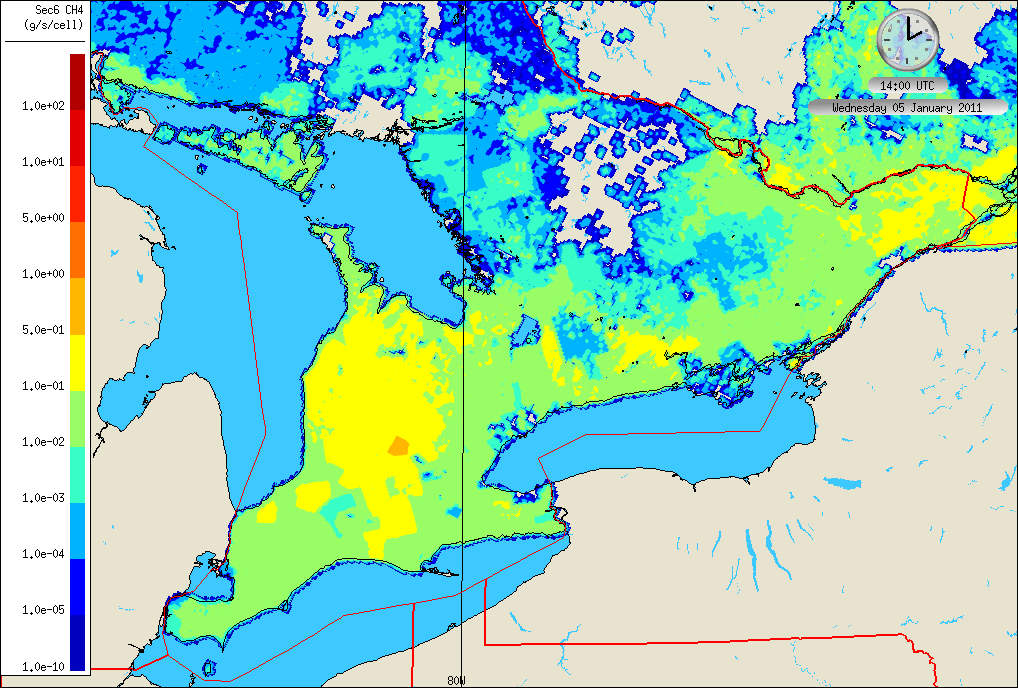 Sec6 CH4
(g/s/cell)
1.0e+02
1.0e+01
5.0e+00
1.0e+00
5.0e-01
1.0e-01
1.0e-02
1.0e-03
1.0e-04
1.0e-05
1.0e-10
14:00 UTC
Wednesday 05 January 2011
80W